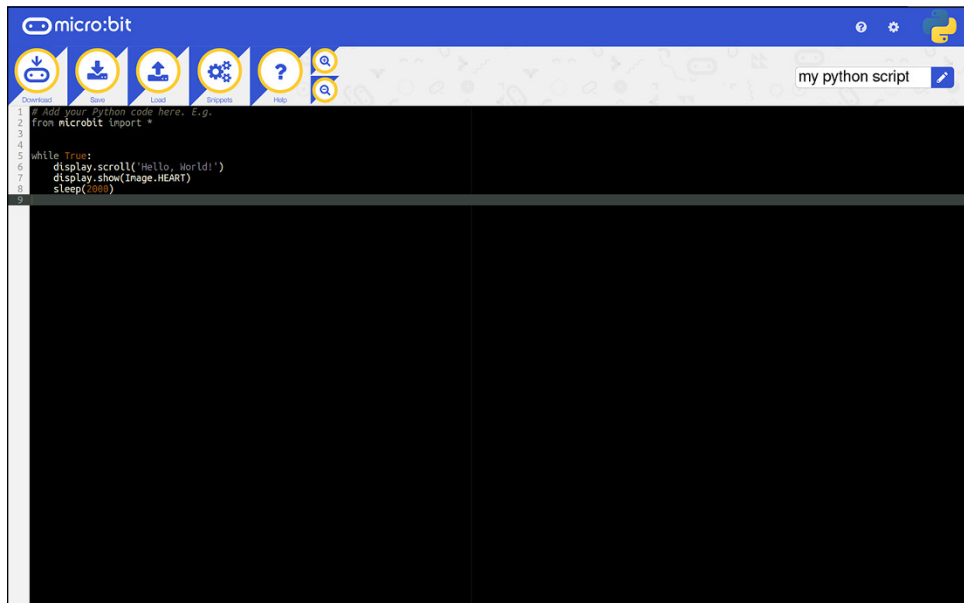 micro:bit
Download Save Load Snippets Help
my python script
1 # Add your Python code here. E.g.
2 from microbit import *
3
4
5 while True:
6     display.scroll('Hello, World!')
7     display.show(Image.HEART)
8     sleep(2000)
9